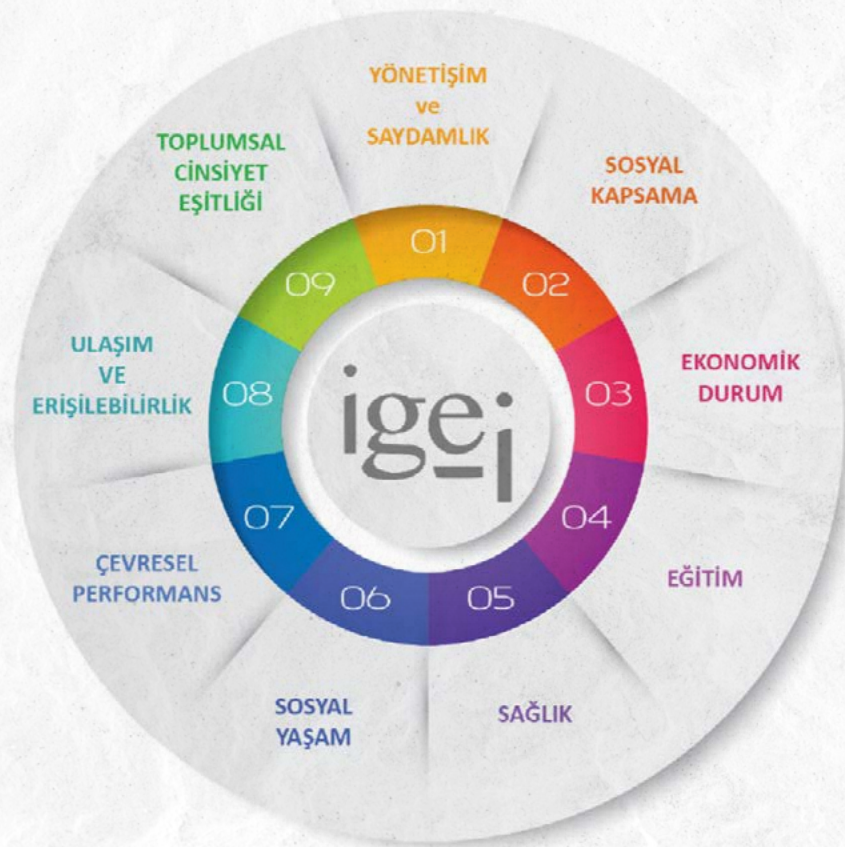 YÖNETİŞİM
ve
SAYDAMLIK
01
SOSYAL
KAPSAMA
02
EKONOMİK
DURUM
03
EĞİTİM
04
SAĞLIK
05
SOSYAL
YAŞAM
06
ÇEVRESEL
PERFORMANS
07
ULAŞIM
VE
ERİŞİLEBİLİRLİK
08
TOPLUMSAL
CİNSİYET
EŞİTLİĞİ
09
ige-i